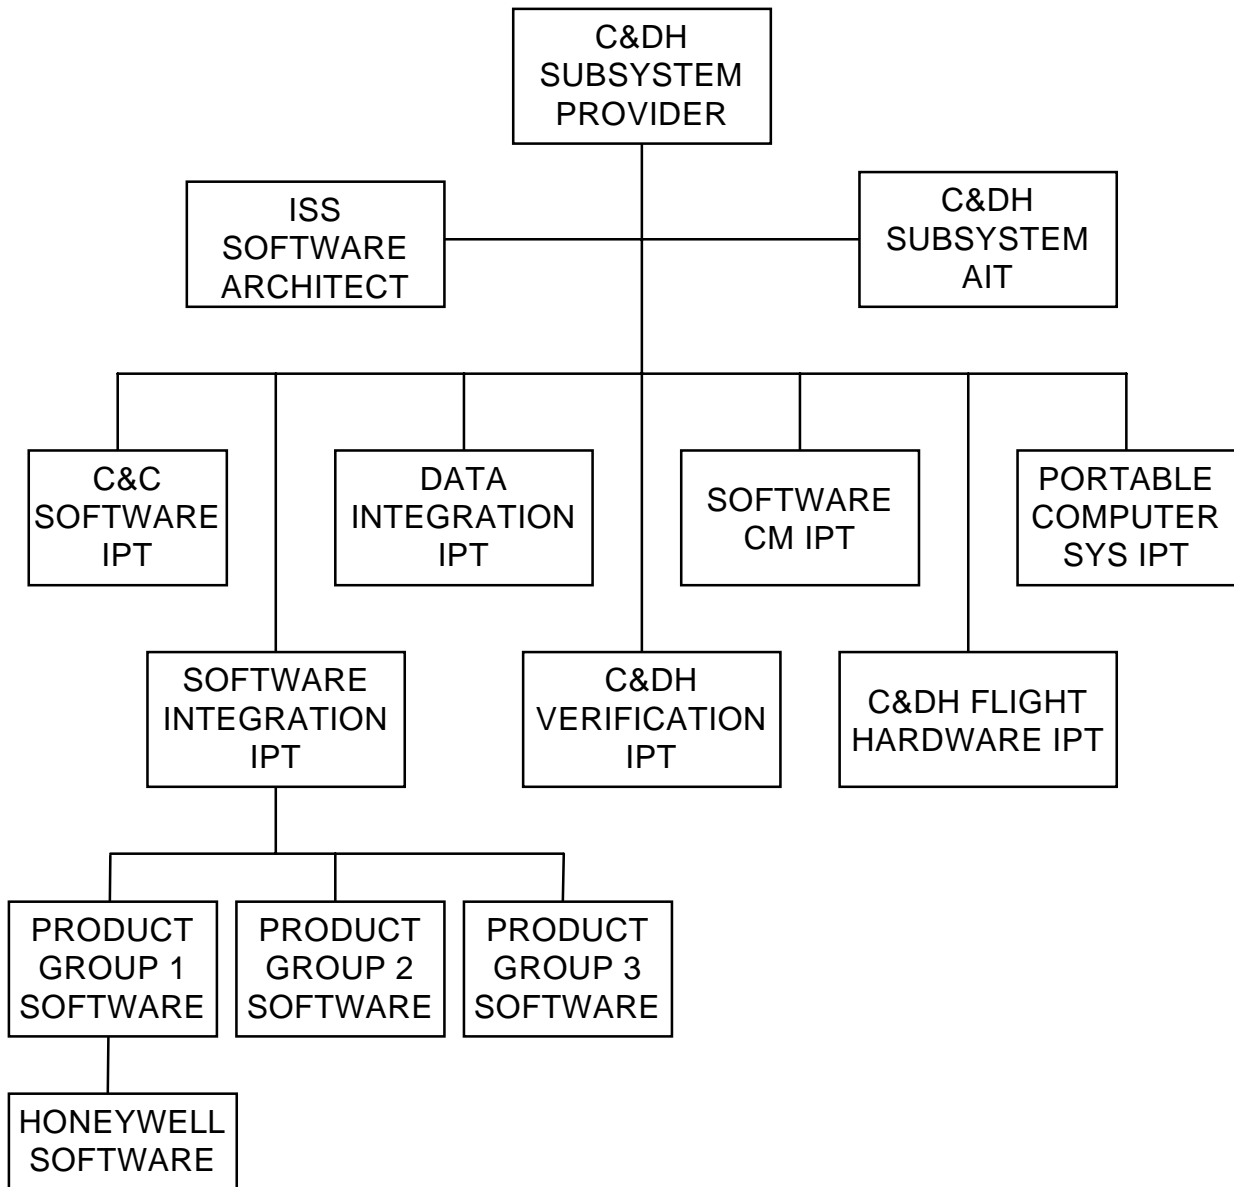 C&DH
SUBSYSTEM
PROVIDER
ISS
SOFTWARE
ARCHITECT
C&DH
SUBSYSTEM
AIT
C&C
SOFTWARE
IPT
DATA
INTEGRATION
IPT
SOFTWARE
CM IPT
PORTABLE
COMPUTER
SYS IPT
SOFTWARE
INTEGRATION
IPT
C&DH
VERIFICATION
IPT
C&DH FLIGHT
HARDWARE IPT
PRODUCT
GROUP 1
SOFTWARE
PRODUCT
GROUP 2
SOFTWARE
PRODUCT
GROUP 3
SOFTWARE
HONEYWELL
SOFTWARE